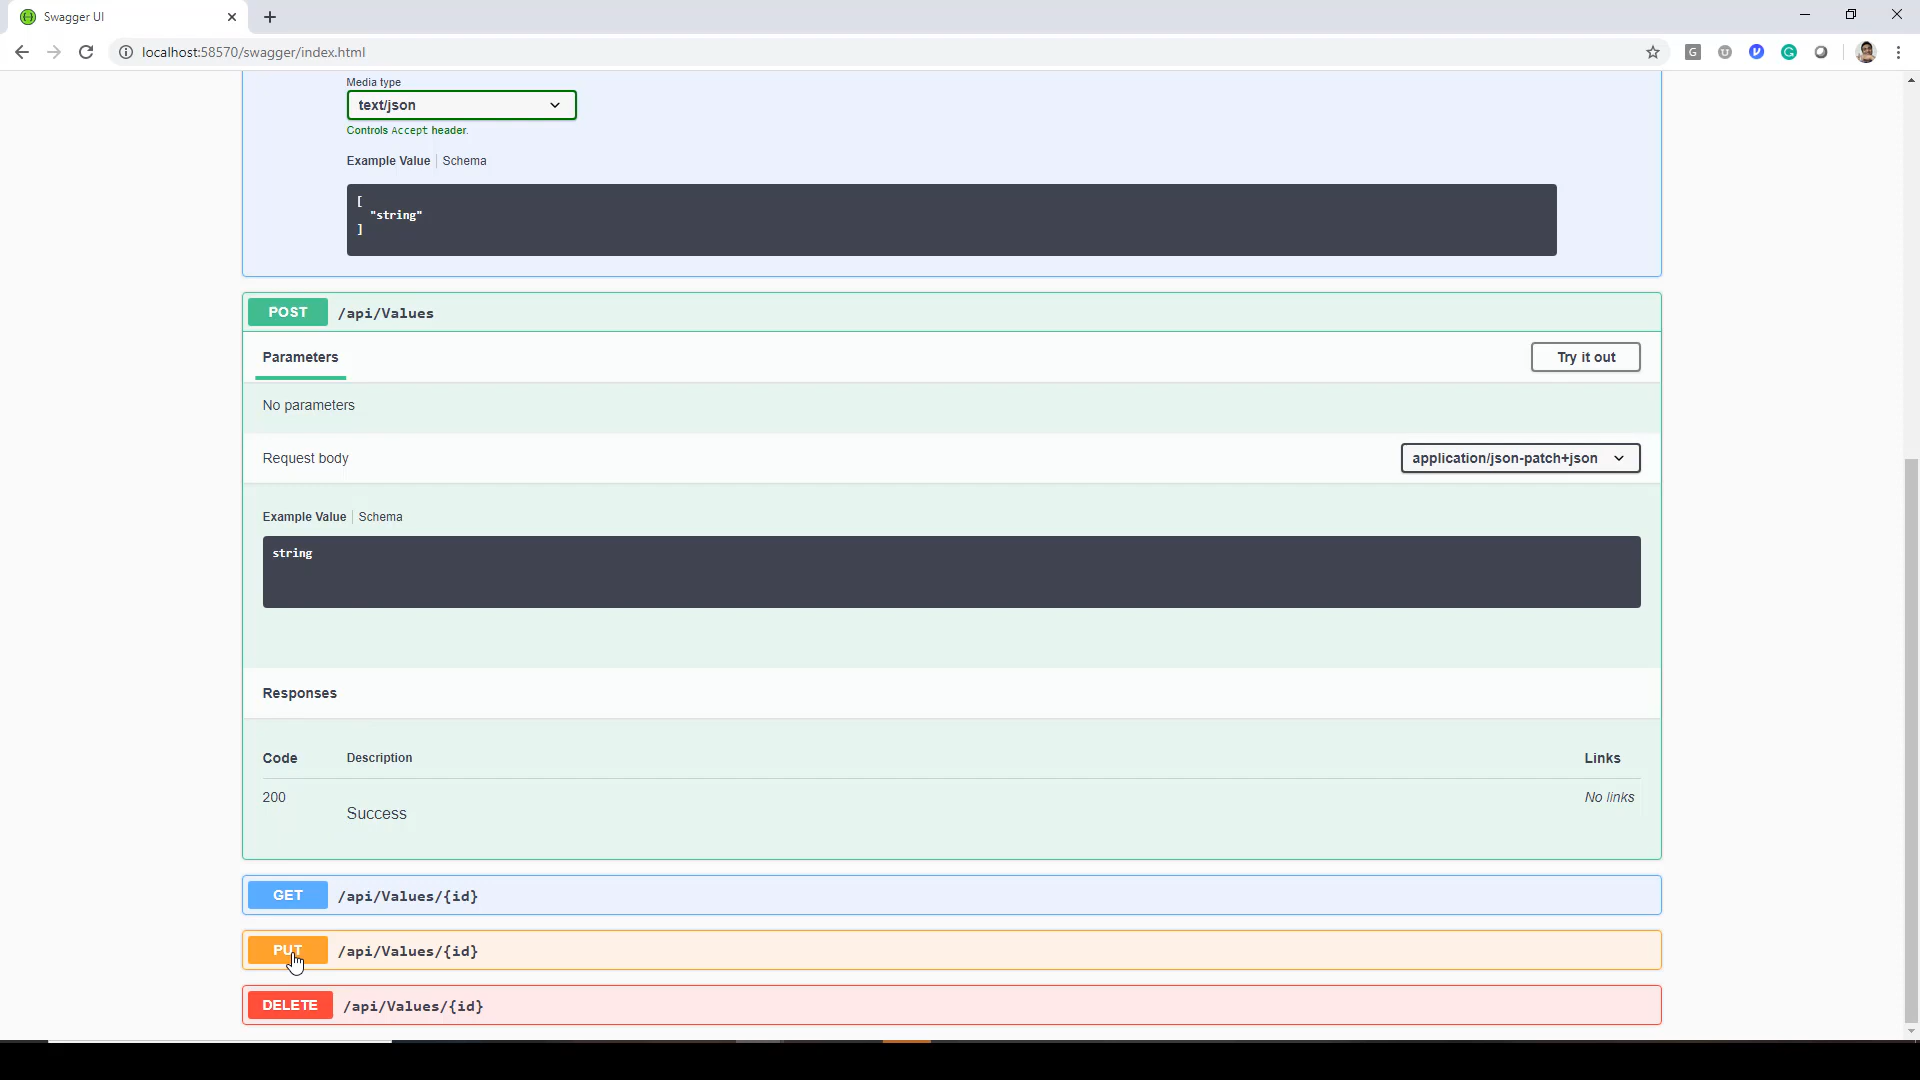 Swagger UI
localhost:58570/swagger/index.html
Media type
text/json
Controls Accept header.
Example Value Schema
[
"string"
]
POST /api/Values
Parameters Try it out
No parameters
Request body application/json-patch+json
Example Value Schema
string
Responses
Code Description Links
200 Success No links
GET /api/Values/{id}
PUT /api/Values/{id}
DELETE /api/Values/{id}